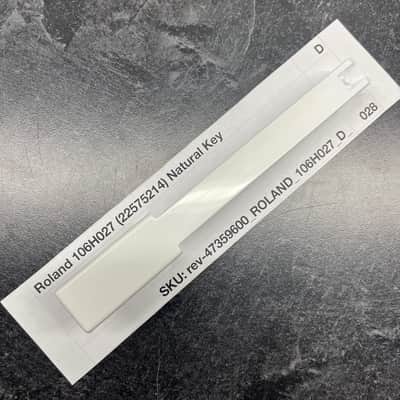 D
Roland 106H027 (22575214) Natural Key
SKU: rev-47359600_ROLAND_106H027_D_ 028